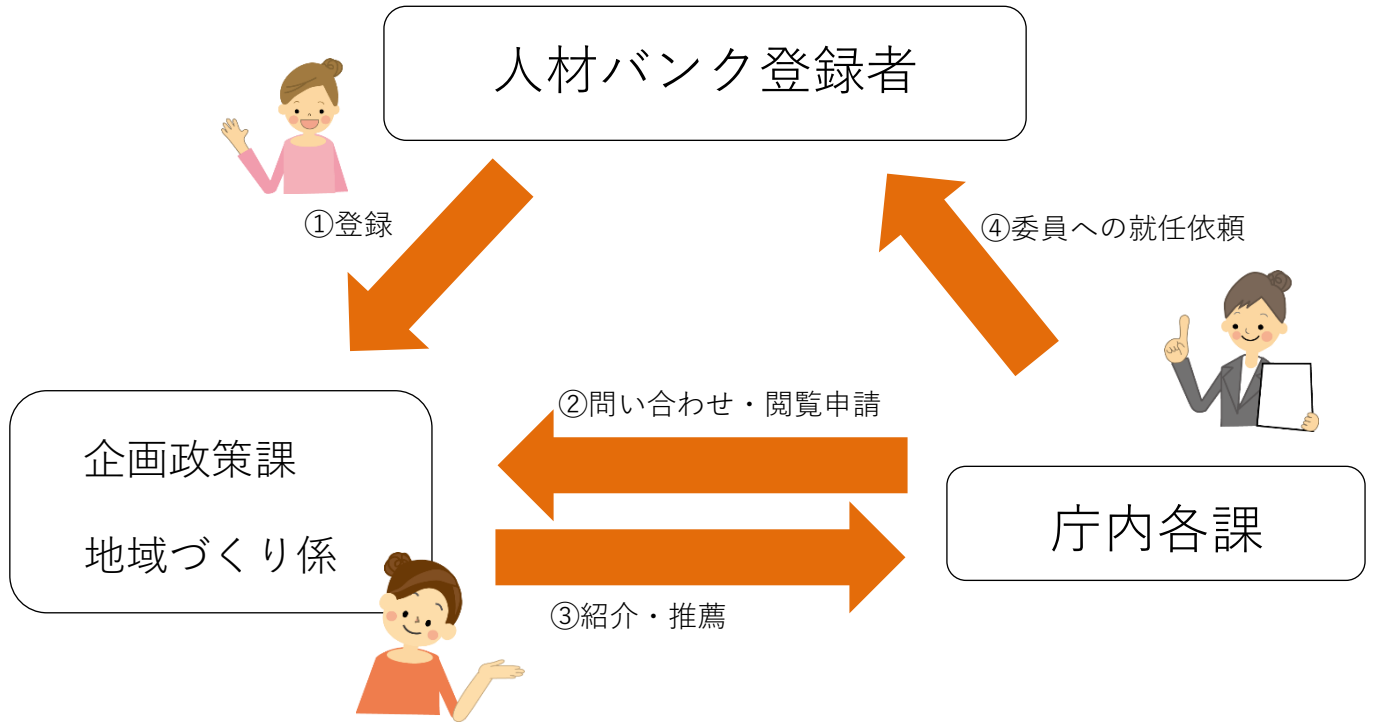 人材バンク登録者
①登録
④委員への就任依頼
②問い合わせ・閲覧申請
企画政策課
地域づくり係
庁内各課
③紹介・推薦